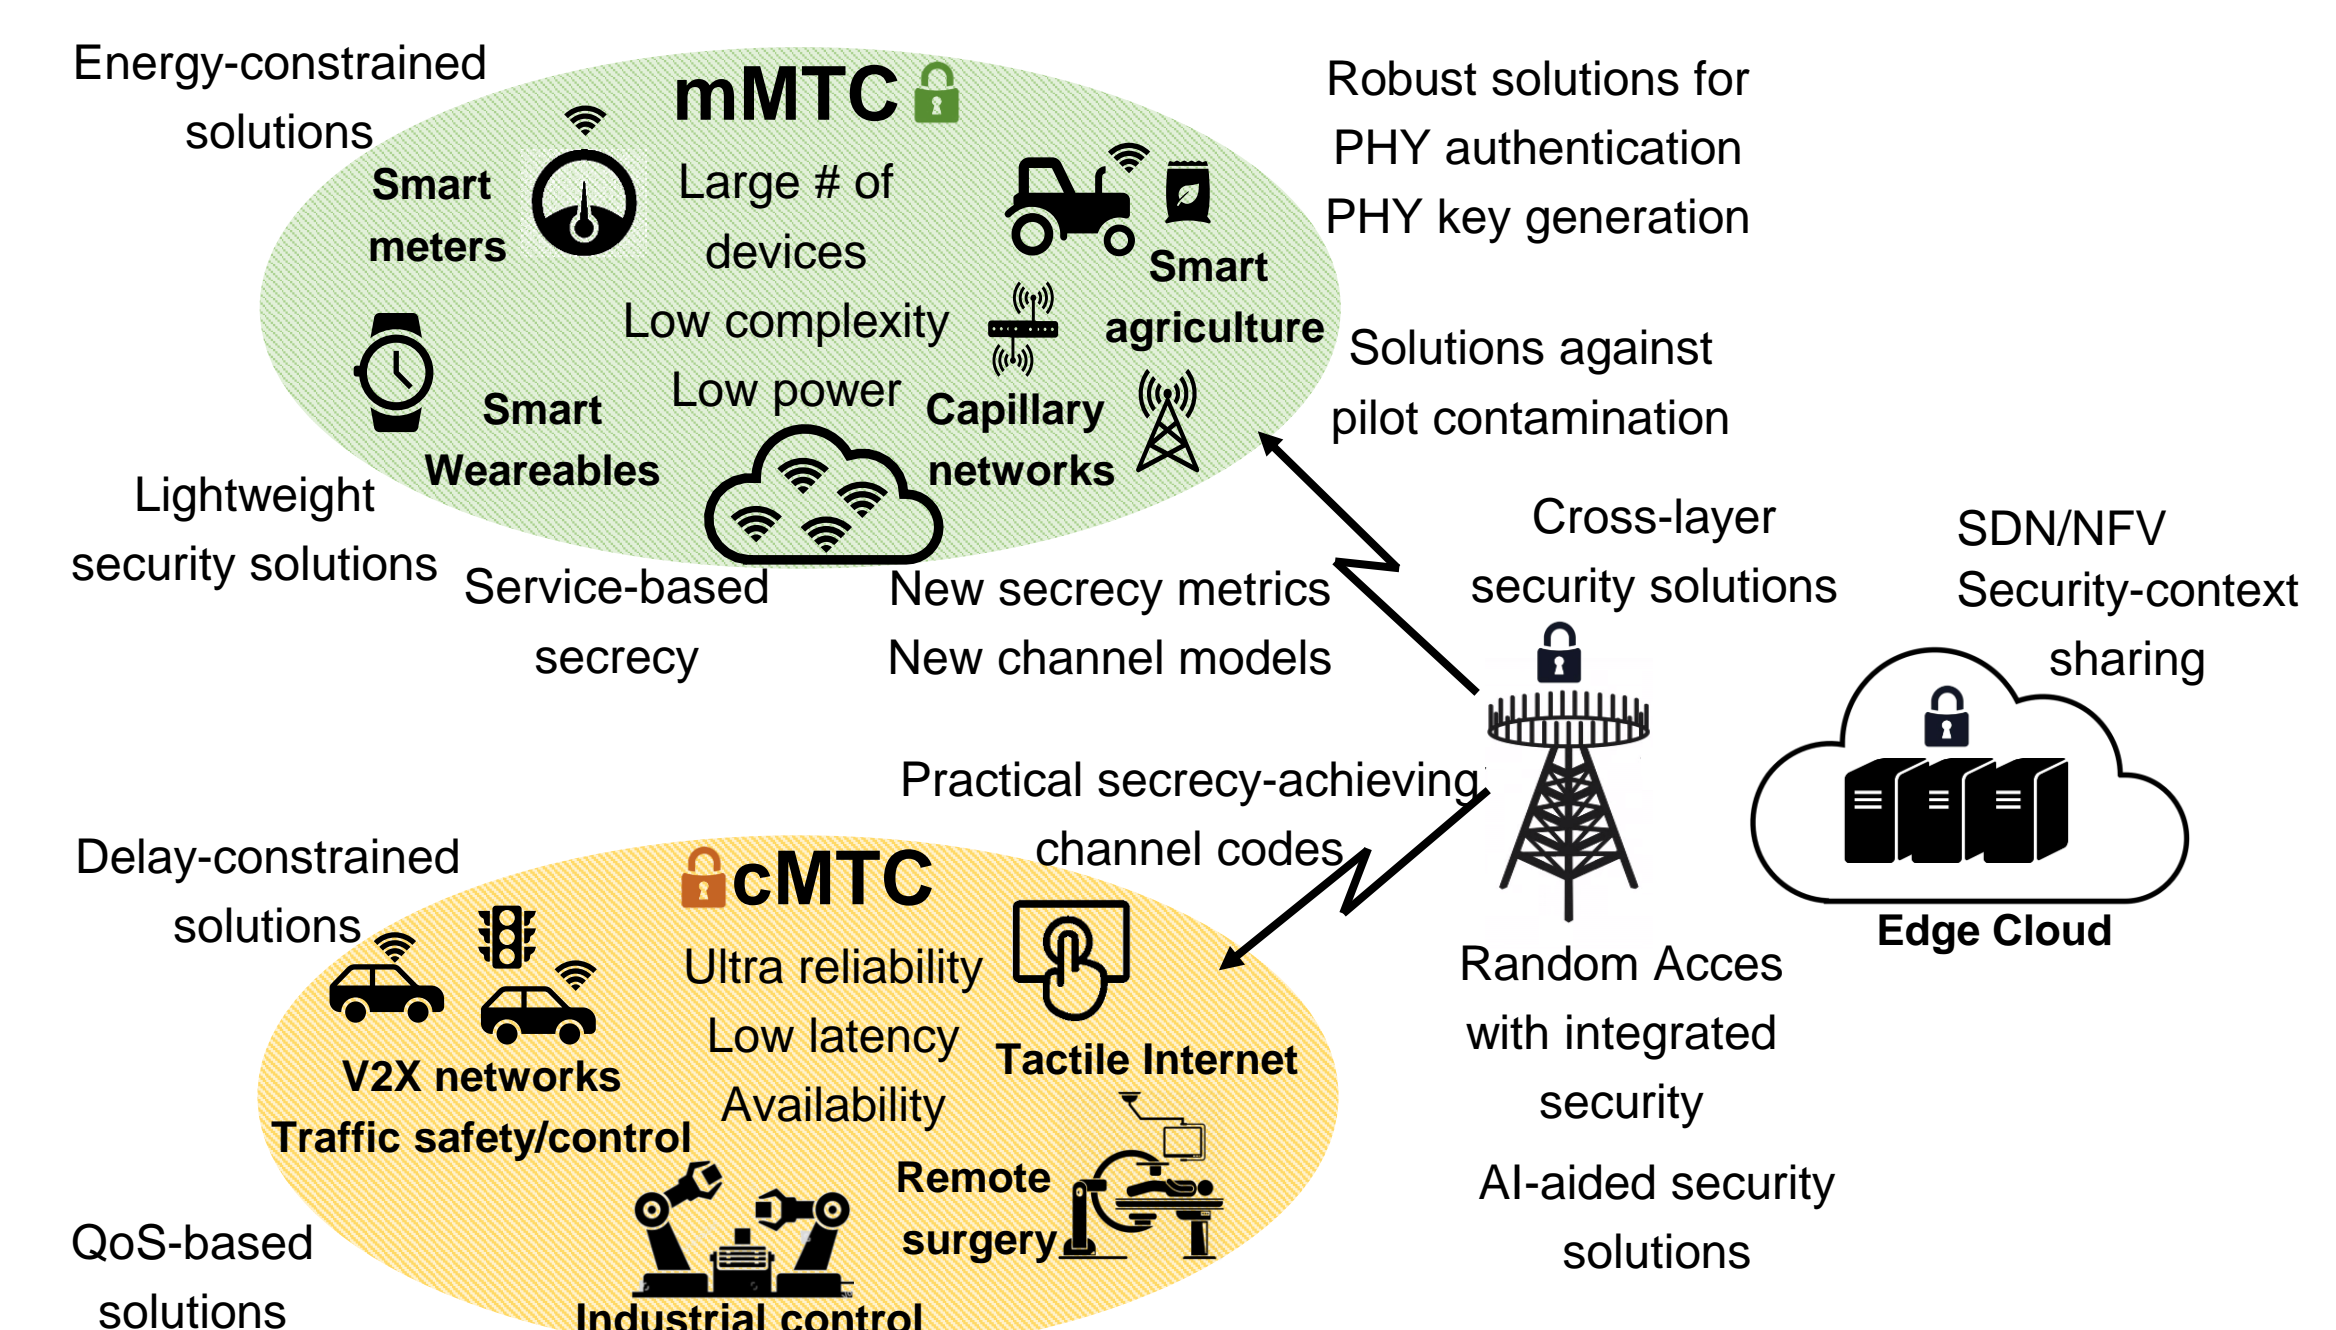 Energy-constrained
solutions
mMTC
Large # of
devices
Low complexity
Low power
Smart
meters
Smart
agriculture
Smart
Weareables
Capillary
networks
Robust solutions for
PHY authentication
PHY key generation
Solutions against
pilot contamination
Lightweight
security solutions
Service-based
secrecy
New secrecy metrics
New channel models
Cross-layer
security solutions
SDN/NFV
Security-context
sharing
Edge Cloud
Practical secrecy-achieving
channel codes
Delay-constrained
solutions
cMTC
Ultra reliability
Low latency
Availability
V2X networks
Traffic safety/control
Tactile Internet
Remote
surgery
Industrial control
QoS-based
solutions
Random Acces
with integrated
security
AI-aided security
solutions